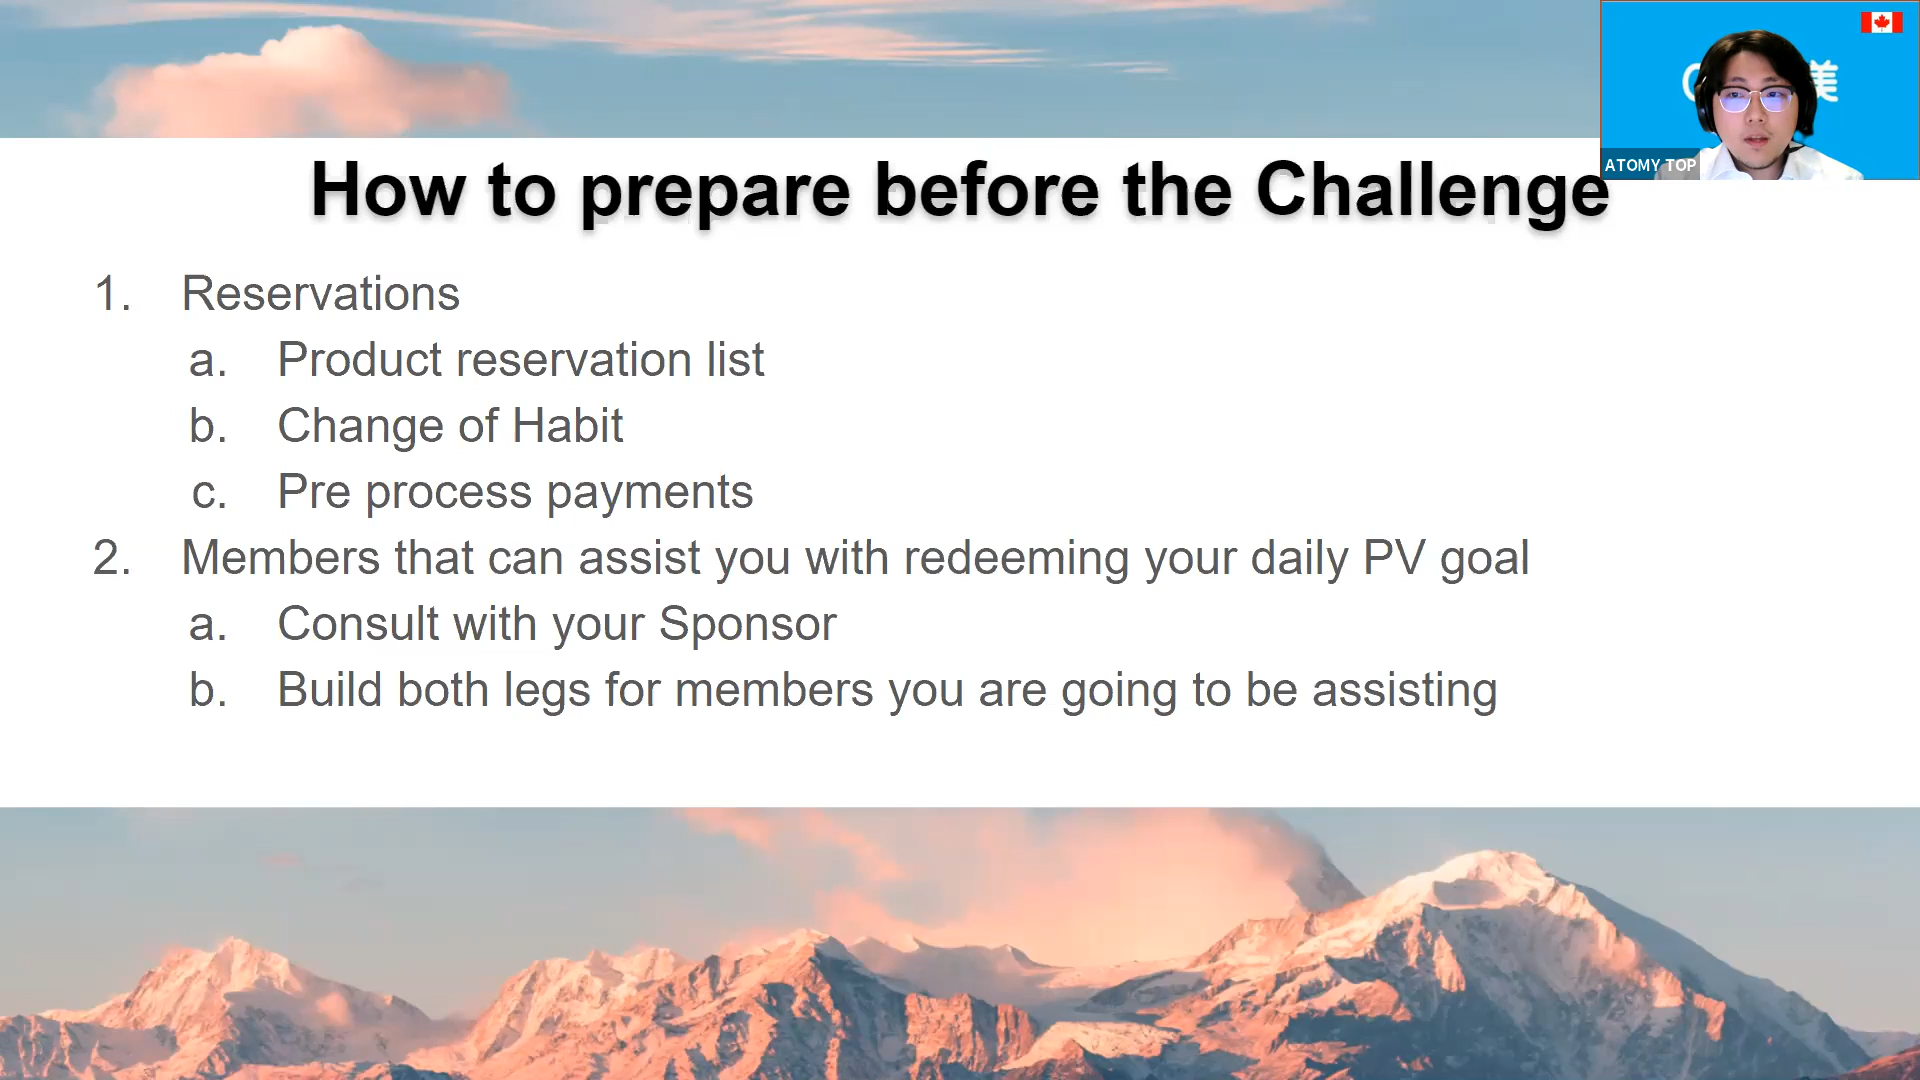 How to prepare before the Challenge
1. Reservations
a. Product reservation list
b. Change of Habit
c. Pre process payments
2. Members that can assist you with redeeming your daily PV goal
a. Consult with your Sponsor
b. Build both legs for members you are going to be assisting
美
ATOMY TOP